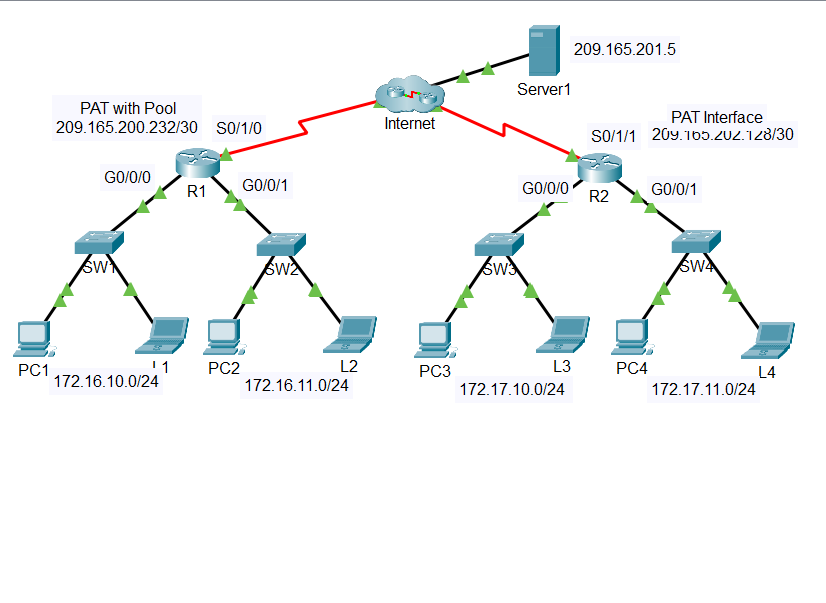 209.165.201.5
Server1
PAT with Pool
209.165.200.232/30
S0/1/0
Internet
PAT Interface
209.165.202.128/30
S0/1/1
G0/0/0
R1
G0/0/1
G0/0/0
R2
G0/0/1
SW1
SW2
SW3
SW4
PC1
L1
172.16.10.0/24
PC2
L2
172.16.11.0/24
PC3
L3
172.17.10.0/24
PC4
L4
172.17.11.0/24